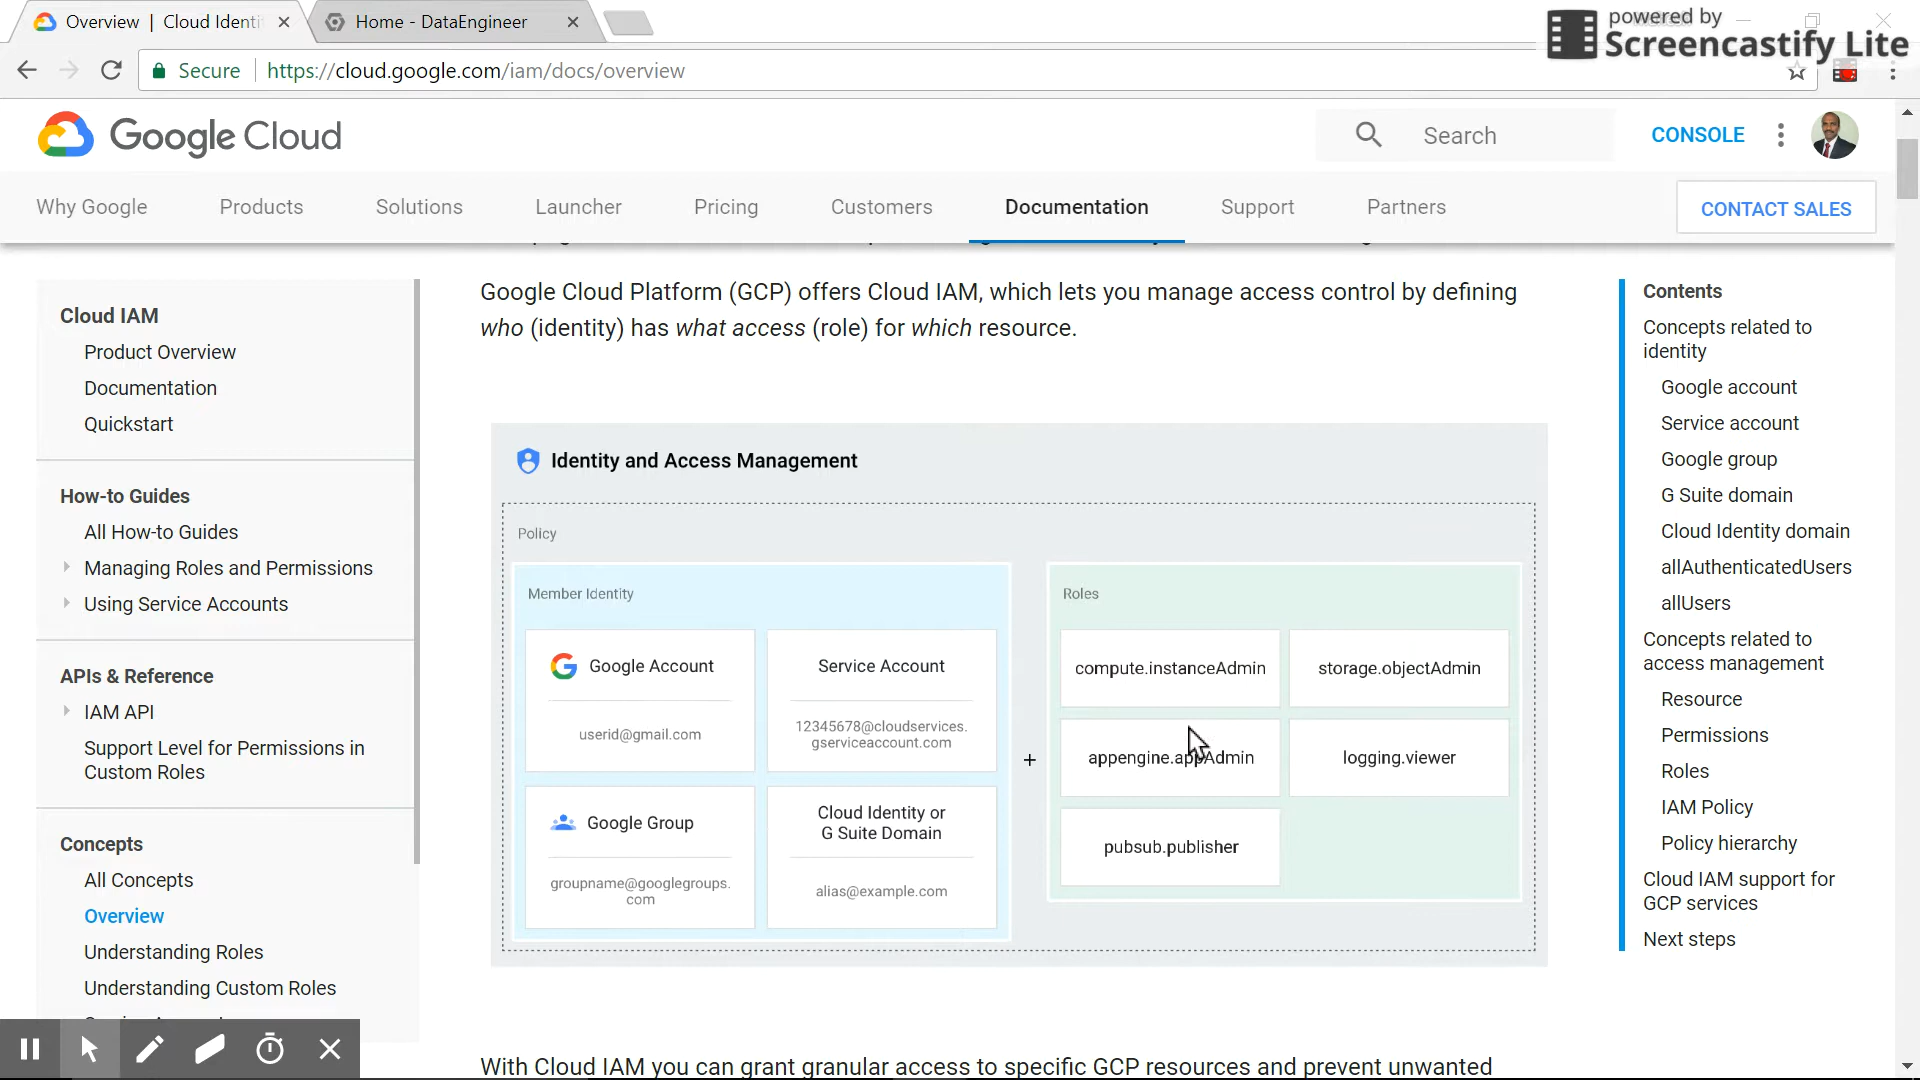 Overview | Cloud Identi
Home - DataEngineer
powered by
Screencastify Lite
Secure
https://cloud.google.com/iam/docs/overview
Google Cloud
Search
CONSOLE
Why Google
Products
Solutions
Launcher
Pricing
Customers
Documentation
Support
Partners
CONTACT SALES
Cloud IAM
Product Overview
Documentation
Quickstart
How-to Guides
All How-to Guides
Managing Roles and Permissions
Using Service Accounts
APIs & Reference
IAM API
Support Level for Permissions in
Custom Roles
Concepts
All Concepts
Overview
Understanding Roles
Understanding Custom Roles
Google Cloud Platform (GCP) offers Cloud IAM, which lets you manage access control by defining
who (identity) has what access (role) for which resource.
Identity and Access Management
Policy
Member Identity
Google Account
userid@gmail.com
Service Account
12345678@cloudservices.
gserviceaccount.com
Google Group
groupname@googlegroups.
com
Cloud Identity or
G Suite Domain
alias@example.com
+
Roles
compute.instanceAdmin
storage.objectAdmin
appengine.appAdmin
logging.viewer
pubsub.publisher
With Cloud IAM you can grant granular access to specific GCP resources and prevent unwanted
Contents
Concepts related to
identity
Google account
Service account
Google group
G Suite domain
Cloud Identity domain
allAuthenticatedUsers
allUsers
Concepts related to
access management
Resource
Permissions
Roles
IAM Policy
Policy hierarchy
Cloud IAM support for
GCP services
Next steps